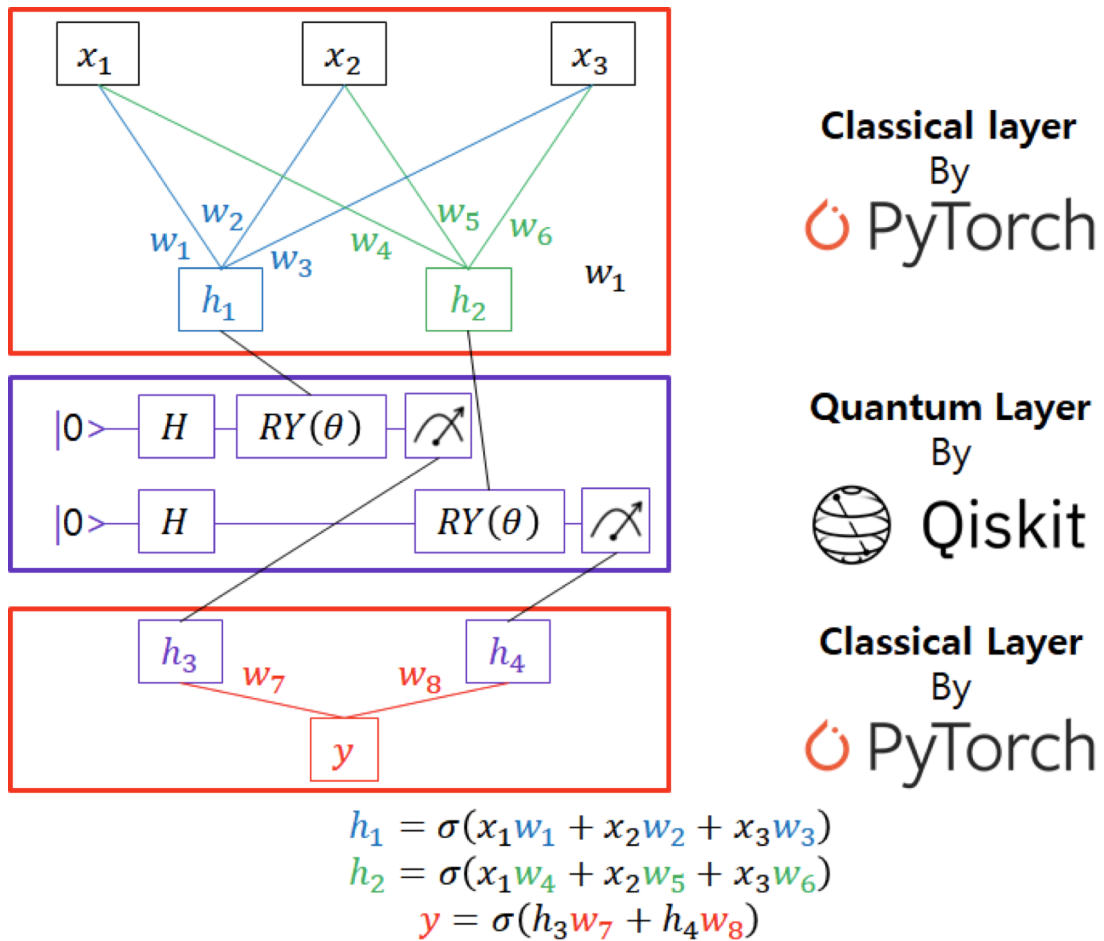 x₁ x₂ x₃
Classical layer
By
PyTorch
w₂ w₅
w₁ w₃ w₄ w₆
w₁
h₁ h₂
|0> H RY(θ)
Quantum Layer
By
Qiskit
|0> H RY(θ)
h₃ h₄
w₇ w₈
y
Classical Layer
By
PyTorch
h₁ = σ(x₁w₁ + x₂w₂ + x₃w₃)
h₂ = σ(x₁w₄ + x₂w₅ + x₃w₆)
y = σ(h₃w₇ + h₄w₈)